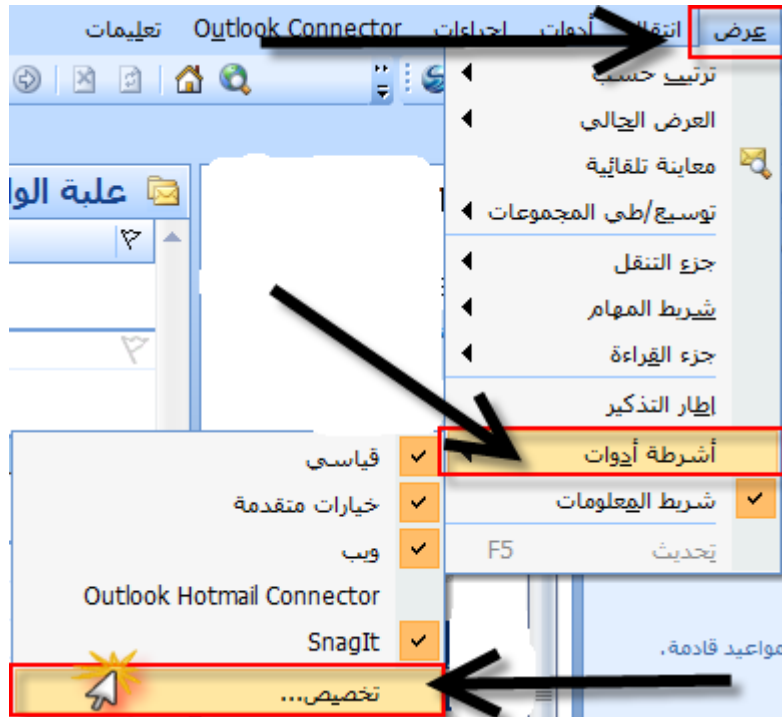 عرض انتقال أدوات إجراءات Outlook Connector تعليمات
ترتيب حسب
العرض الحالي
معاينة تلقائية
علبة الوا
توسيع/طي المجموعات
جزء التنقل
شريط المهام
جزء القراءة
إطار التذكير
أشرطة أدوات
شريط المعلومات
تحديث F5
قياسي
خيارات متقدمة
ويب
Outlook Hotmail Connector
SnagIt
تخصيص...
مواعيد قادمة.